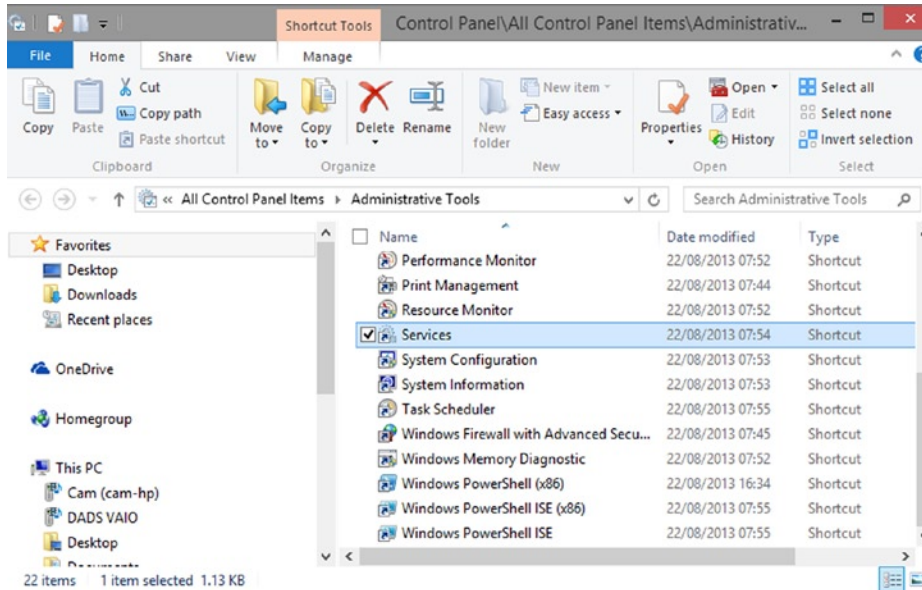 Shortcut Tools
Control Panel\All Control Panel Items\Administrativ...
File Home Share View Manage
Copy
Paste
Cut
Copy path
Paste shortcut
Clipboard
Move to
Copy to
Delete
Rename
Organize
New folder
New item
Easy access
New
Properties
Open
Edit
History
Open
Select all
Select none
Invert selection
Select
« All Control Panel Items Administrative Tools
Search Administrative Tools
Favorites
Desktop
Downloads
Recent places
OneDrive
Homegroup
This PC
Cam (cam-hp)
DADS VAIO
Desktop
Name Date modified Type
Performance Monitor 22/08/2013 07:52 Shortcut
Print Management 22/08/2013 07:44 Shortcut
Resource Monitor 22/08/2013 07:52 Shortcut
Services 22/08/2013 07:54 Shortcut
System Configuration 22/08/2013 07:53 Shortcut
System Information 22/08/2013 07:53 Shortcut
Task Scheduler 22/08/2013 07:55 Shortcut
Windows Firewall with Advanced Secu... 22/08/2013 07:45 Shortcut
Windows Memory Diagnostic 22/08/2013 07:52 Shortcut
Windows PowerShell (x86) 22/08/2013 16:34 Shortcut
Windows PowerShell ISE (x86) 22/08/2013 07:55 Shortcut
Windows PowerShell ISE 22/08/2013 07:55 Shortcut
22 items 1 item selected 1.13 KB